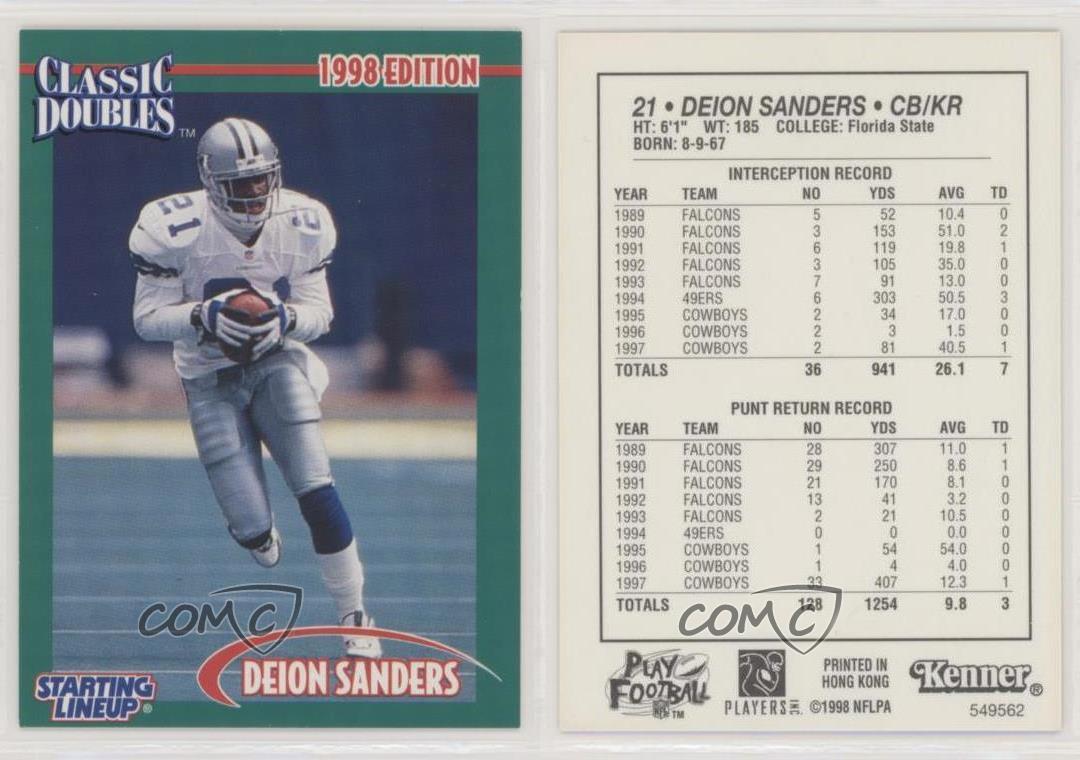 CLASSIC
DOUBLES™
1998 EDITION
21
21
21
COMC
DEION SANDERS
STARTING
LINEUP®
21 • DEION SANDERS • CB/KR
HT: 6'1" WT: 185 COLLEGE: Florida State
BORN: 8-9-67
INTERCEPTION RECORD
YEAR TEAM NO YDS AVG TD
1989 FALCONS 5 52 10.4 0
1990 FALCONS 3 153 51.0 2
1991 FALCONS 6 119 19.8 1
1992 FALCONS 3 105 35.0 0
1993 FALCONS 7 91 13.0 0
1994 49ERS 6 303 50.5 3
1995 COWBOYS 2 34 17.0 0
1996 COWBOYS 2 3 1.5 0
1997 COWBOYS 2 81 40.5 1
TOTALS 36 941 26.1 7
PUNT RETURN RECORD
YEAR TEAM NO YDS AVG TD
1989 FALCONS 28 307 11.0 1
1990 FALCONS 29 250 8.6 1
1991 FALCONS 21 170 8.1 0
1992 FALCONS 13 41 3.2 0
1993 FALCONS 2 21 10.5 0
1994 49ERS 0 0 0.0 0
1995 COWBOYS 1 54 54.0 0
1996 COWBOYS 1 4 4.0 0
1997 COWBOYS 33 407 12.3 1
TOTALS 128 1254 9.8 3
COMC
PLAY
FOOTBALL
NFL™
PLAYERS INC
PRINTED IN
HONG KONG
©1998 NFLPA
Kenner®
549562